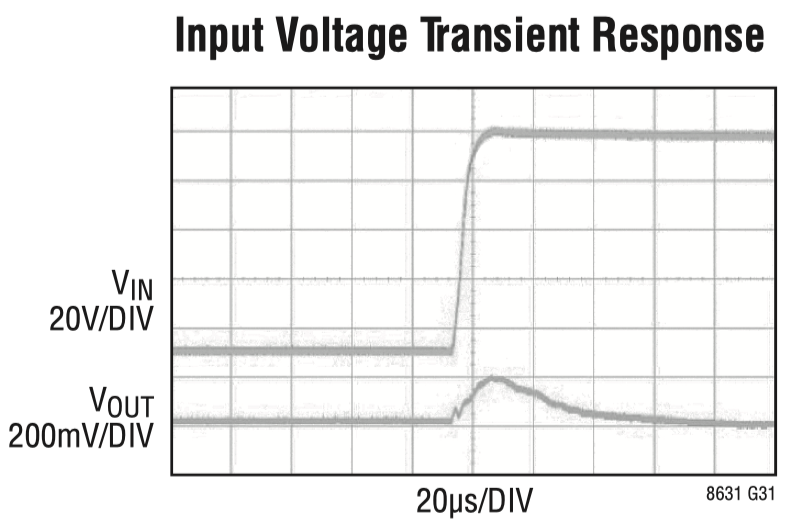 Input Voltage Transient Response
VIN
20V/DIV
VOUT
200mV/DIV
20µs/DIV
8631 G31